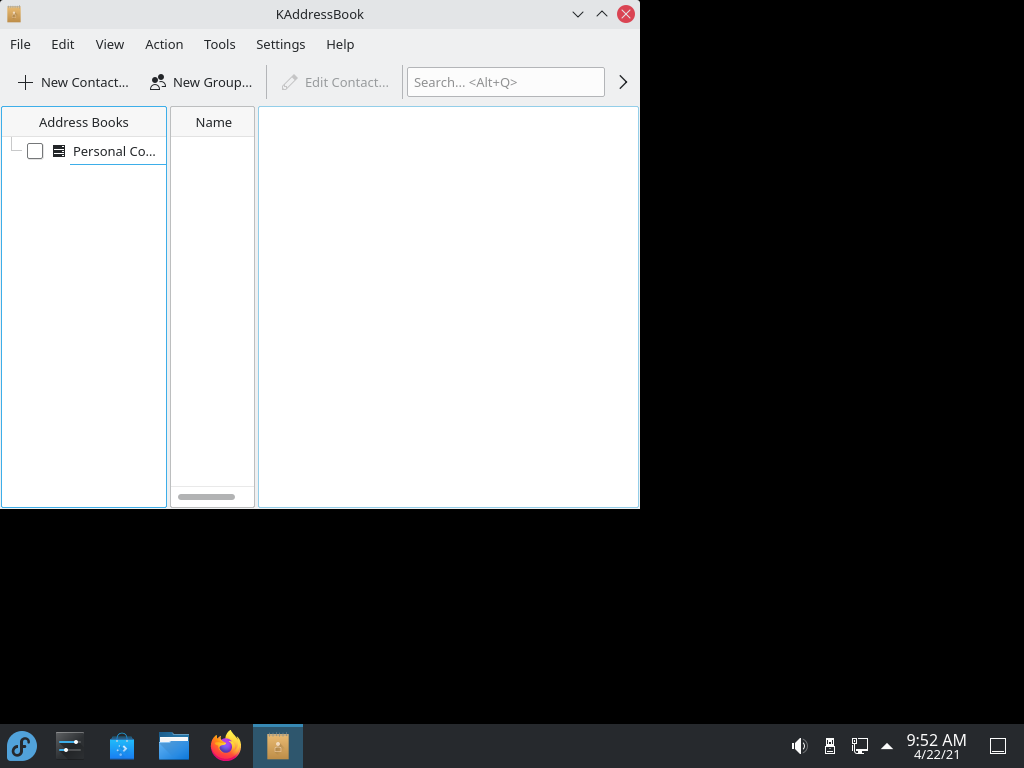 KAddressBook
File Edit View Action Tools Settings Help
New Contact... New Group... Edit Contact... Search... <Alt+Q>
Address Books Name
Personal Co...
9:52 AM
4/22/21